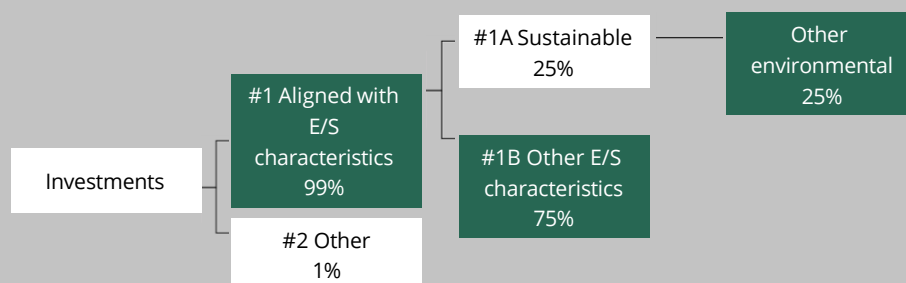 Investments
#1 Aligned with
E/S
characteristics
99%
#2 Other
1%
#1A Sustainable
25%
#1B Other E/S
characteristics
75%
Other
environmental
25%